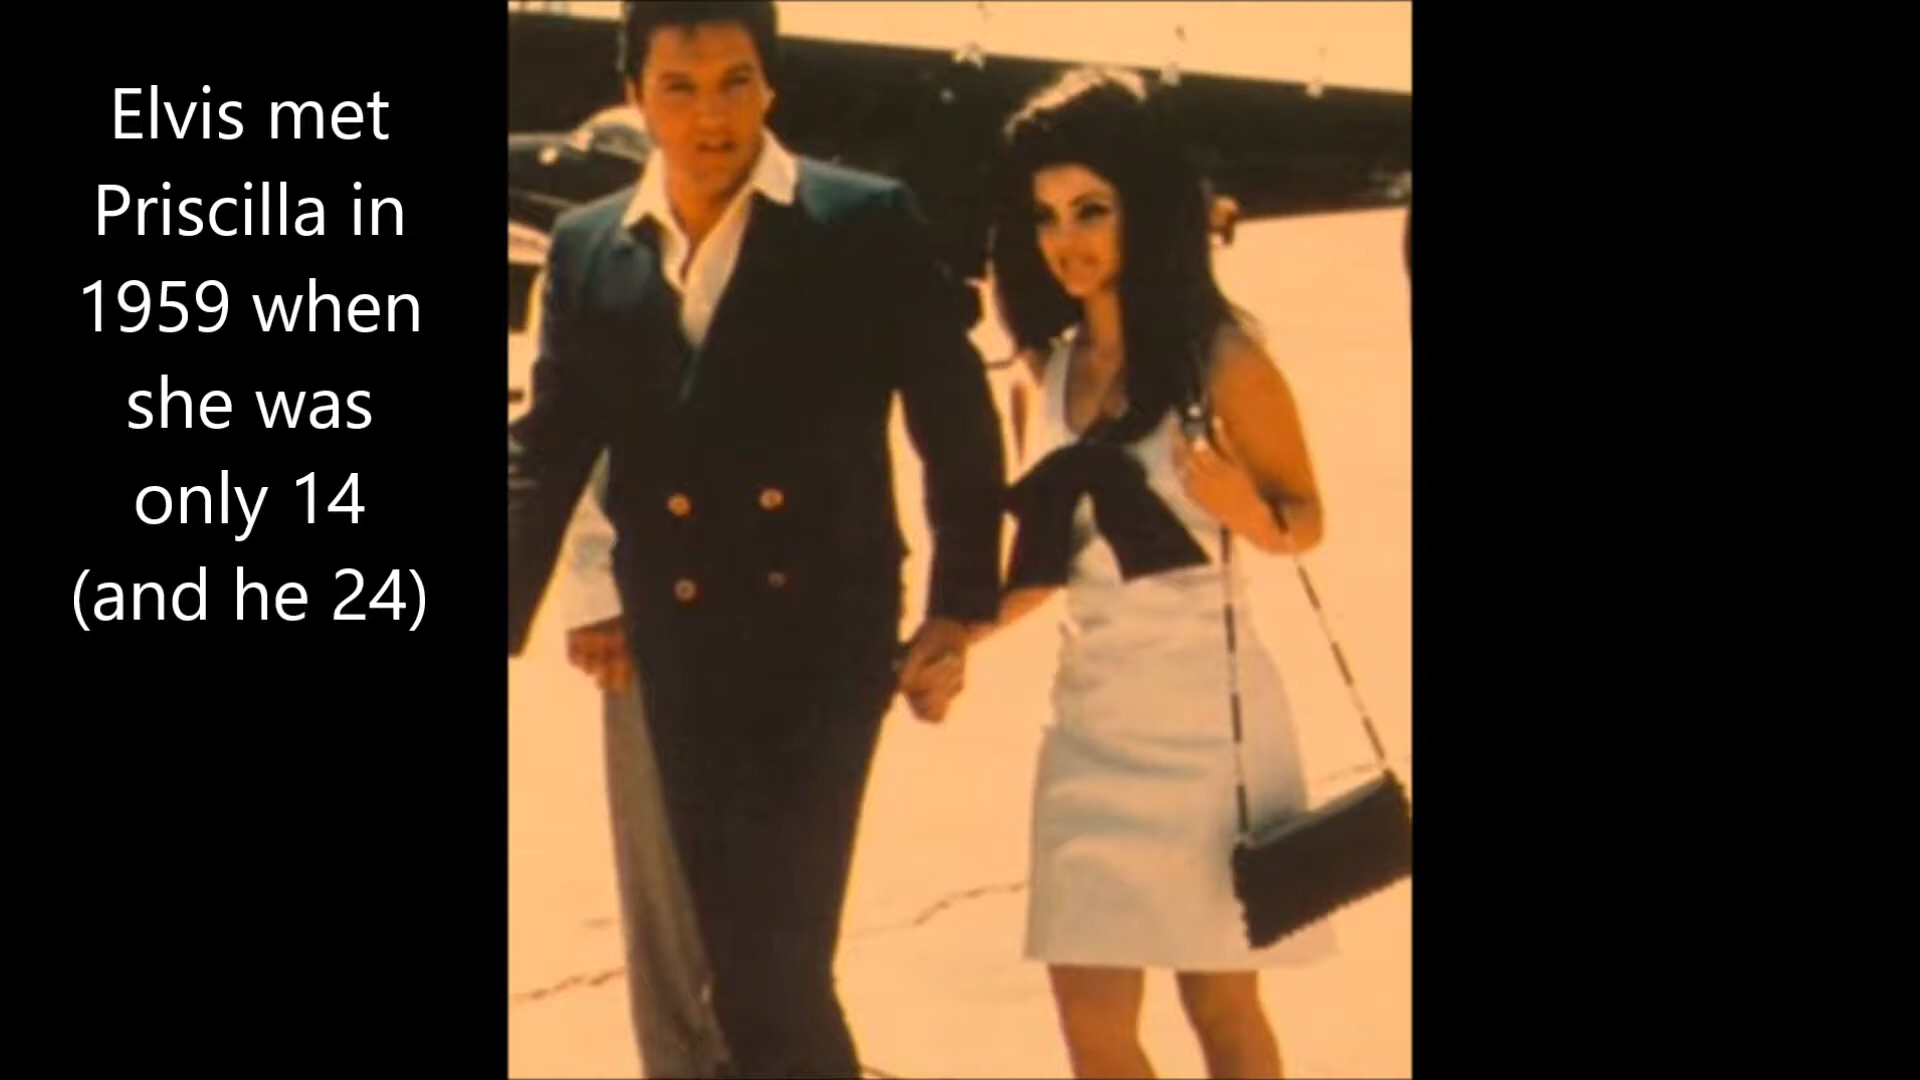 Elvis met
Priscilla in
1959 when
she was
only 14
(and he 24)